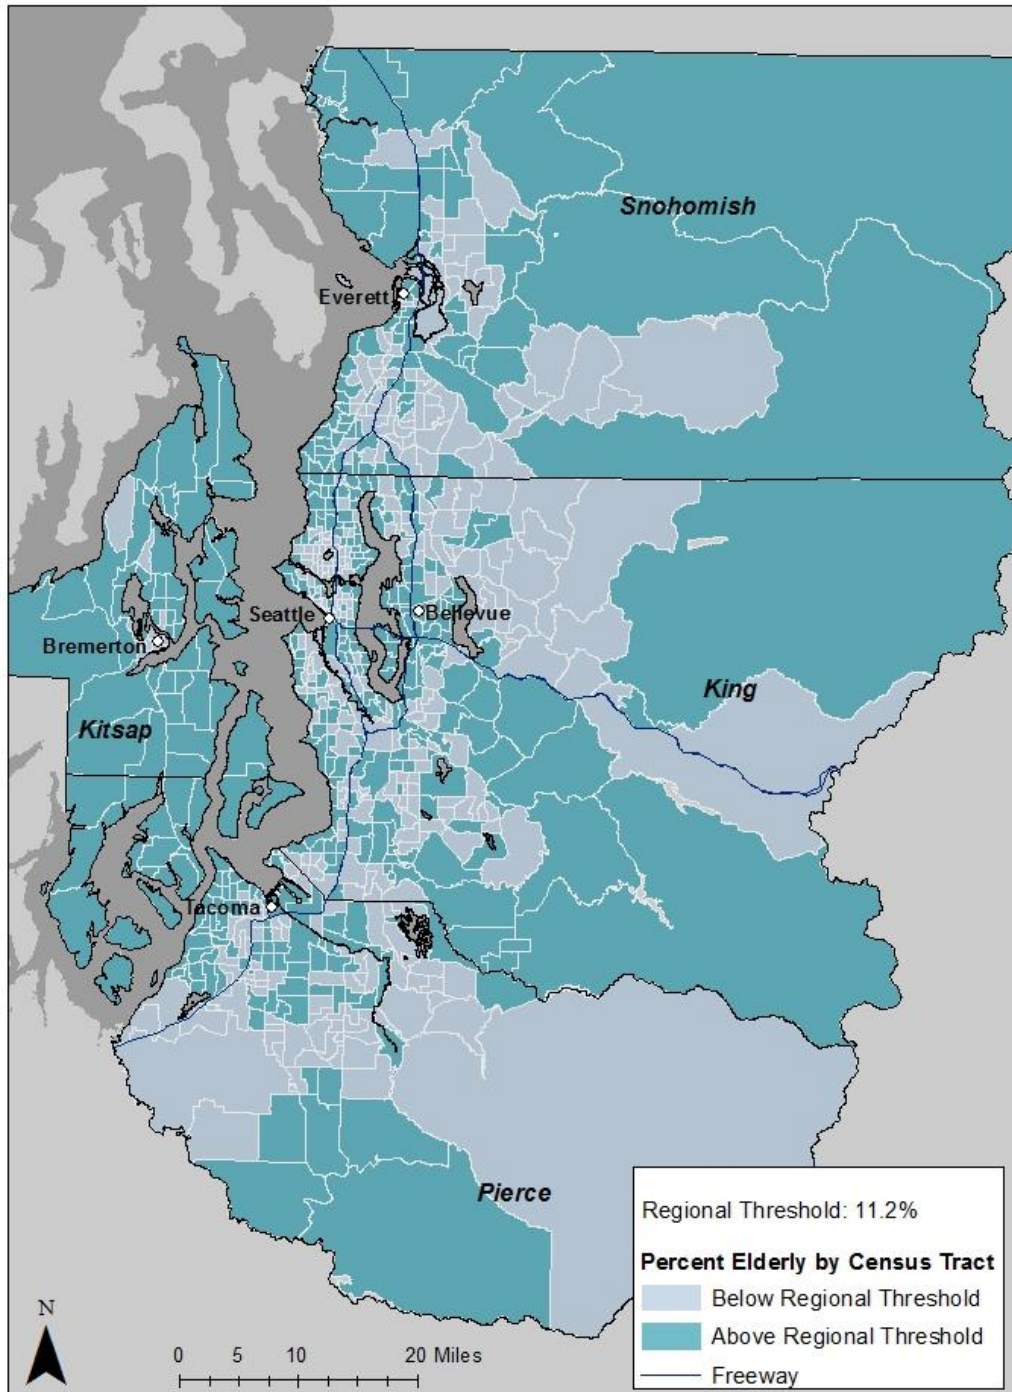 Snohomish
Everett
Seattle
Bellevue
Bremerton
King
Kitsap
Tacoma
Pierce
Regional Threshold: 11.2%
Percent Elderly by Census Tract
Below Regional Threshold
Above Regional Threshold
Freeway
N
0 5 10 20 Miles